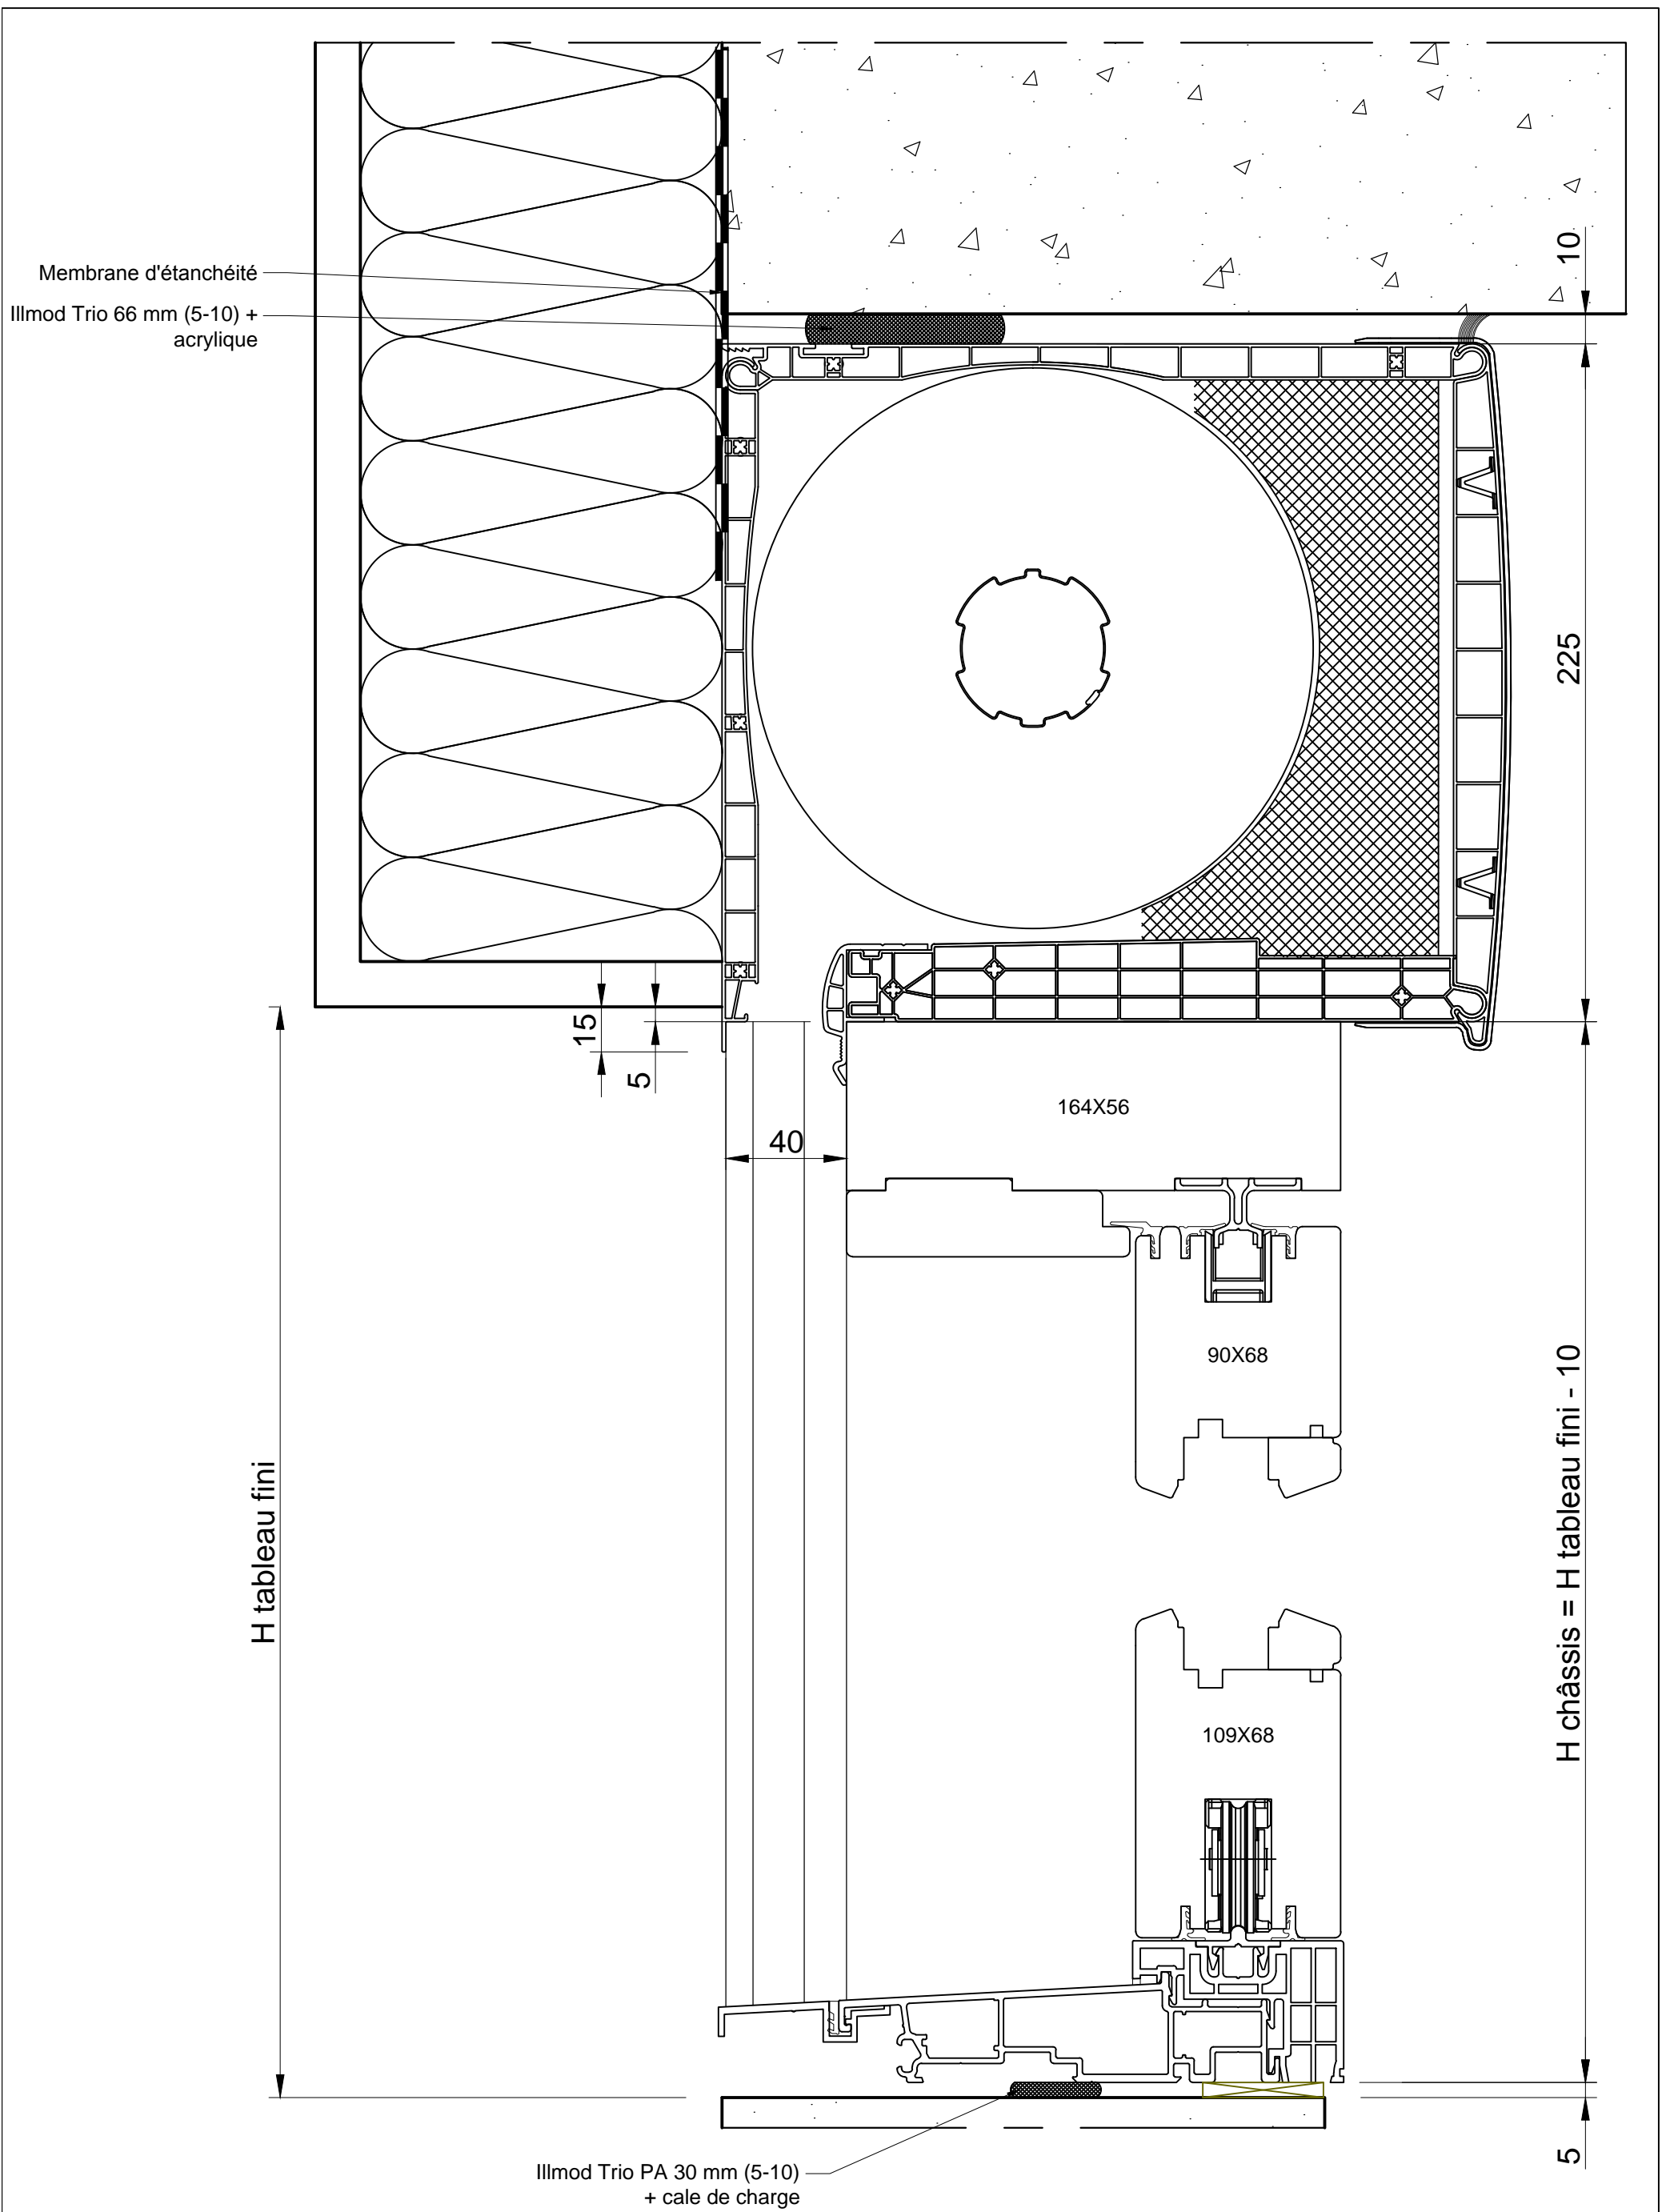 Membrane d'étanchéité
Illmod Trio 66 mm (5-10) +
acrylique
10
225
15
5
164X56
40
90X68
H tableau fini
H châssis = H tableau fini - 10
109X68
5
Illmod Trio PA 30 mm (5-10)
+ cale de charge